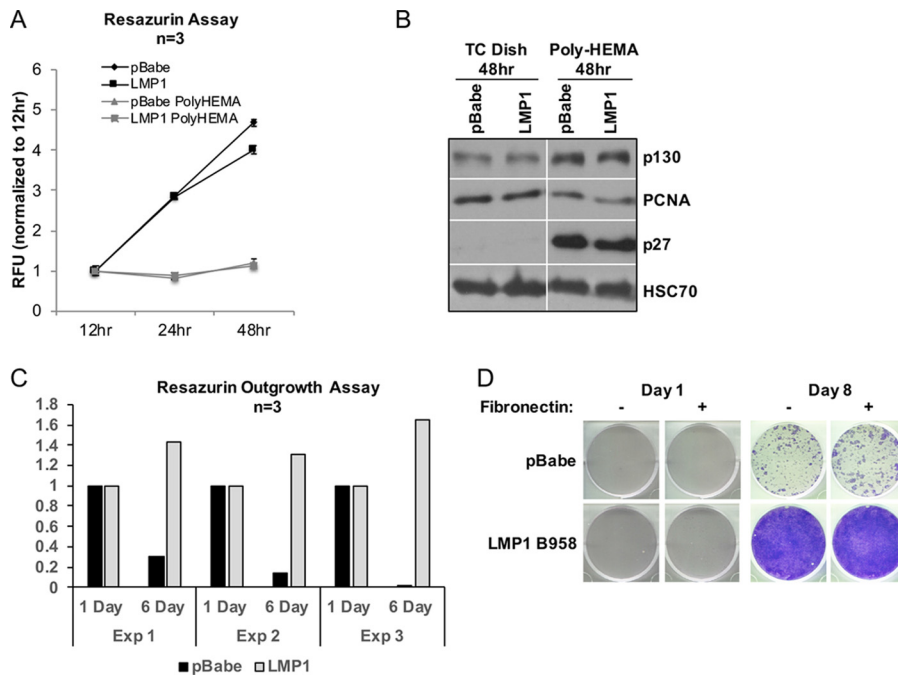 A
Resazurin Assay
n=3
pBabe
LMP1
pBabe PolyHEMA
LMP1 PolyHEMA
RFU (normalized to 12hr)
6
5
4
3
2
1
0
12hr
24hr
48hr
B
TC Dish
48hr
Poly-HEMA
48hr
pBabe
LMP1
pBabe
LMP1
p130
PCNA
p27
HSC70
C
Resazurin Outgrowth Assay
n=3
1.8
1.6
1.4
1.2
1
0.8
0.6
0.4
0.2
0
1 Day
6 Day
1 Day
6 Day
1 Day
6 Day
Exp 1
Exp 2
Exp 3
pBabe
LMP1
D
Day 1
Day 8
Fibronectin:
-
+
-
+
pBabe
LMP1 B958